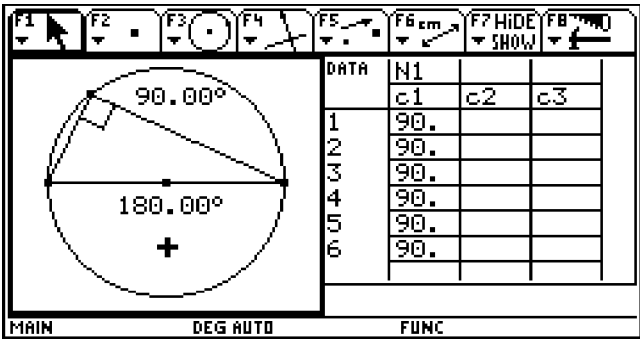 F1 F2 F3 F4 F5 F6 cm F7 HiDE F8
SHOW
90.00°
180.00°
DATA N1
c1 c2 c3
1 90.
2 90.
3 90.
4 90.
5 90.
6 90.
MAIN DEG AUTO FUNC